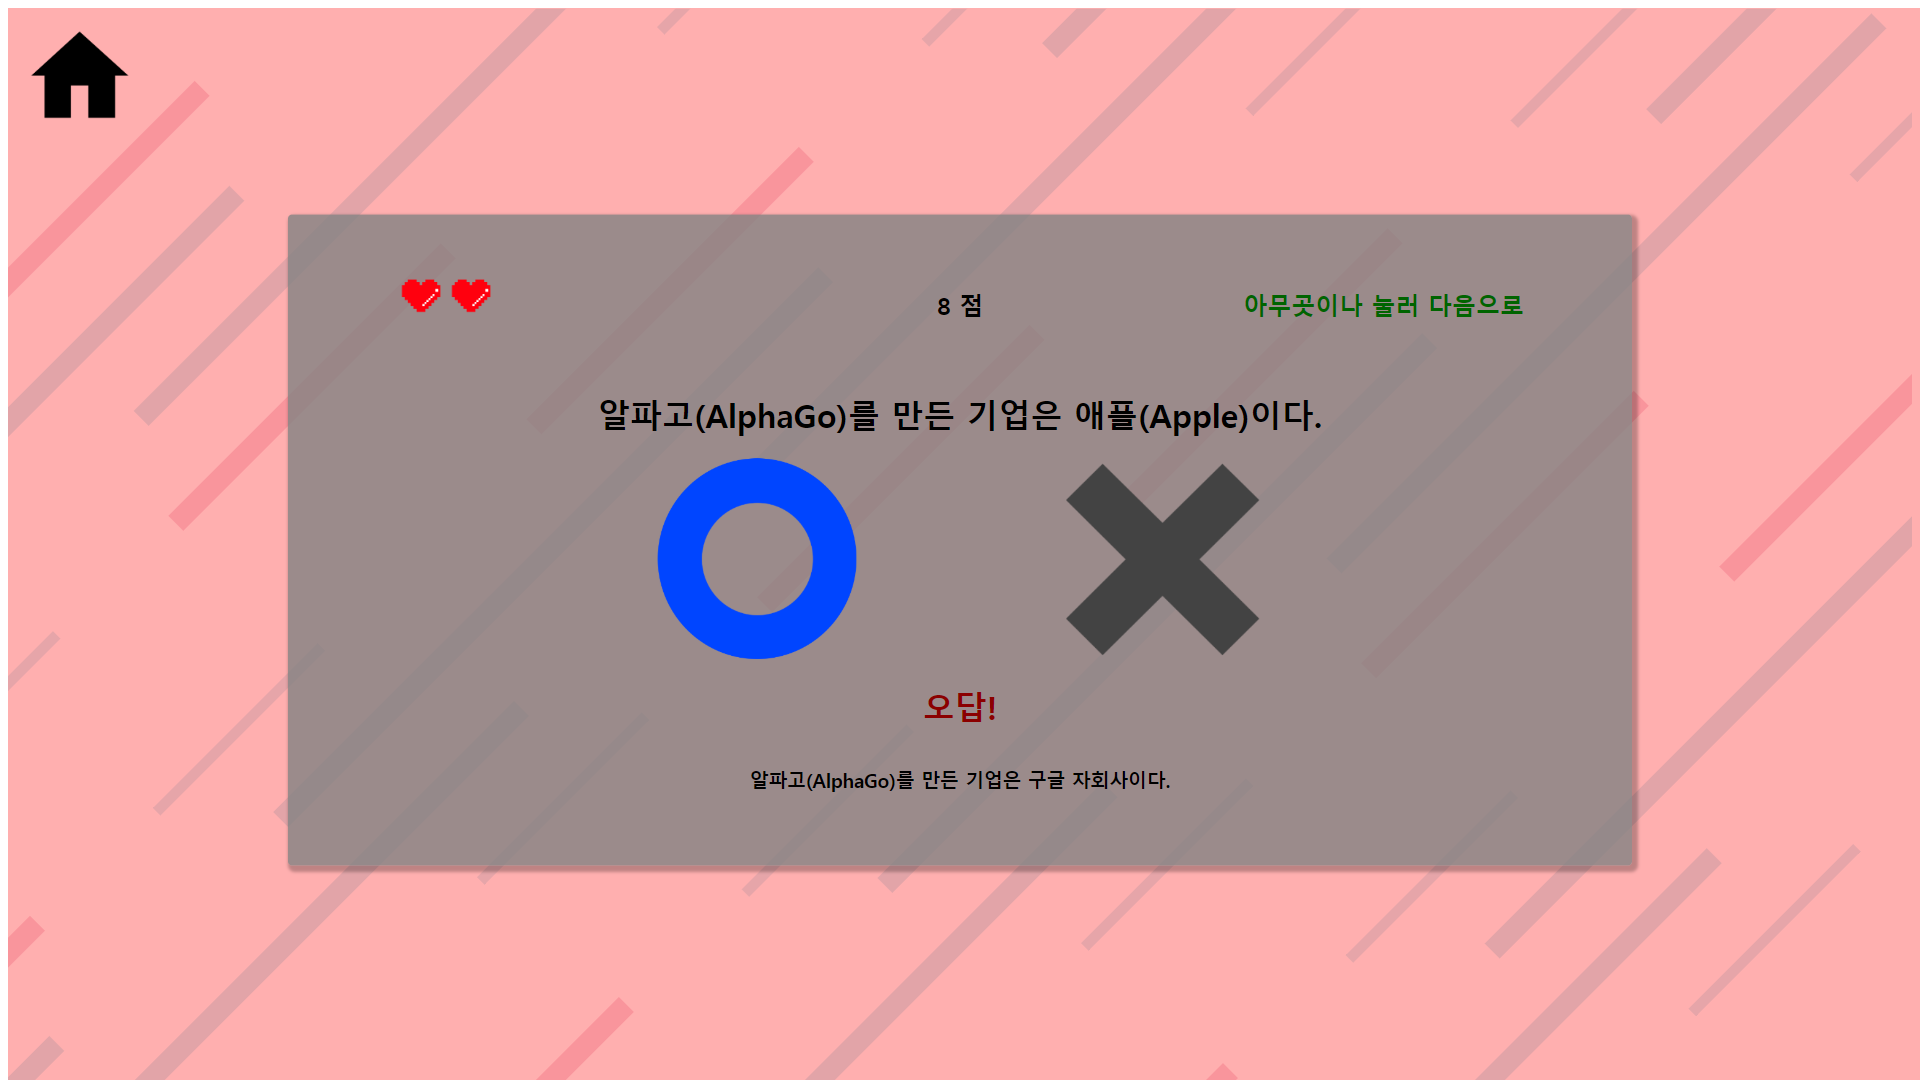 8 점
아무곳이나 눌러 다음으로
알파고(AlphaGo)를 만든 기업은 애플(Apple)이다.
오답!
알파고(AlphaGo)를 만든 기업은 구글 자회사이다.